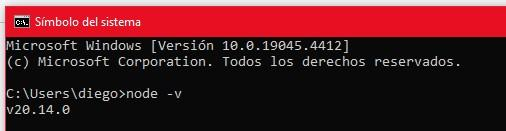 Símbolo del sistema
Microsoft Windows [Versión 10.0.19045.4412]
(c) Microsoft Corporation. Todos los derechos reservados.
C:\Users\diego>node -v
v20.14.0